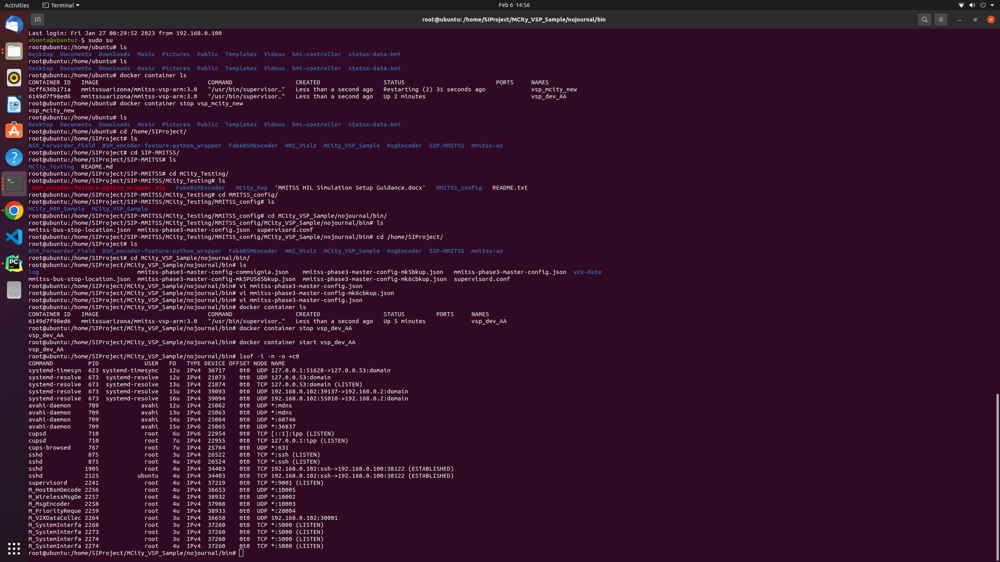 Activities
Terminal
Feb 6 14:56
root@ubuntu: /home/SIProject/MCity_VSP_Sample/nojournal/bin
Last login: Fri Jan 27 00:29:52 2023 from 192.168.0.100
ubuntu@ubuntu:~$ sudo su
root@ubuntu:/home/ubuntu# ls
Desktop  Documents  Downloads  Music  Pictures  Public  Templates  Videos  hmi-controller  status-data-hmi
root@ubuntu:/home/ubuntu# ls
Desktop  Documents  Downloads  Music  Pictures  Public  Templates  Videos  hmi-controller  status-data-hmi
root@ubuntu:/home/ubuntu# docker container ls
CONTAINER ID   IMAGE                               COMMAND                  CREATED                  STATUS                          PORTS     NAMES
3cff636b171a   mmitssuarizona/mmitss-vsp-arm:3.0   "/usr/bin/supervisor…"   Less than a second ago   Restarting (2) 31 seconds ago             vsp_mcity_new
6149d7f98ed6   mmitssuarizona/mmitss-vsp-arm:3.0   "/usr/bin/supervisor…"   Less than a second ago   Up 2 minutes                              vsp_dev_AA
root@ubuntu:/home/ubuntu# docker container stop vsp_mcity_new
vsp_mcity_new
root@ubuntu:/home/ubuntu# ls
Desktop  Documents  Downloads  Music  Pictures  Public  Templates  Videos  hmi-controller  status-data-hmi
root@ubuntu:/home/ubuntu# cd /home/SIProject/
root@ubuntu:/home/SIProject# ls
BSM_Forwarder_Field  BSM_encoder-feature-python_wrapper  FakeBSMEncoder  HMI_Vislz  MCity_VSP_Sample  MsgEncoder  SIP-MMITSS  mmitss-az
root@ubuntu:/home/SIProject# cd SIP-MMITSS/
root@ubuntu:/home/SIProject/SIP-MMITSS# ls
MCity_Testing  README.md
root@ubuntu:/home/SIProject/SIP-MMITSS# cd MCity_Testing/
root@ubuntu:/home/SIProject/SIP-MMITSS/MCity_Testing# ls
BSM_encoder-feature-python_wrapper.zip   FakeBSMEncoder   MCity_Map  'MMITSS HIL Simulation Setup Guidance.docx'   MMITSS_config   README.txt
root@ubuntu:/home/SIProject/SIP-MMITSS/MCity_Testing# cd MMITSS_config/
root@ubuntu:/home/SIProject/SIP-MMITSS/MCity_Testing/MMITSS_config# ls
MCity_MRP_Sample  MCity_VSP_Sample
root@ubuntu:/home/SIProject/SIP-MMITSS/MCity_Testing/MMITSS_config# cd MCity_VSP_Sample/nojournal/bin/
root@ubuntu:/home/SIProject/SIP-MMITSS/MCity_Testing/MMITSS_config/MCity_VSP_Sample/nojournal/bin# ls
mmitss-bus-stop-location.json  mmitss-phase3-master-config.json  supervisord.conf
root@ubuntu:/home/SIProject/SIP-MMITSS/MCity_Testing/MMITSS_config/MCity_VSP_Sample/nojournal/bin# cd /home/SIProject/
root@ubuntu:/home/SIProject# ls
BSM_Forwarder_Field  BSM_encoder-feature-python_wrapper  FakeBSMEncoder  HMI_Vislz  MCity_VSP_Sample  MsgEncoder  SIP-MMITSS  mmitss-az
root@ubuntu:/home/SIProject# cd MCity_VSP_Sample/nojournal/bin/
root@ubuntu:/home/SIProject/MCity_VSP_Sample/nojournal/bin# ls
log                            mmitss-phase3-master-config-commsignia.json    mmitss-phase3-master-config-mk5bkup.json   mmitss-phase3-master-config.json  v2x-data
mmitss-bus-stop-location.json  mmitss-phase3-master-config-mk5PU565bkup.json  mmitss-phase3-master-config-mk6cbkup.json  supervisord.conf
root@ubuntu:/home/SIProject/MCity_VSP_Sample/nojournal/bin# vi mmitss-phase3-master-config.json
root@ubuntu:/home/SIProject/MCity_VSP_Sample/nojournal/bin# vi mmitss-phase3-master-config-mk6cbkup.json
root@ubuntu:/home/SIProject/MCity_VSP_Sample/nojournal/bin# vi mmitss-phase3-master-config.json
root@ubuntu:/home/SIProject/MCity_VSP_Sample/nojournal/bin# docker container ls
CONTAINER ID   IMAGE                               COMMAND                  CREATED                  STATUS         PORTS     NAMES
6149d7f98ed6   mmitssuarizona/mmitss-vsp-arm:3.0   "/usr/bin/supervisor…"   Less than a second ago   Up 5 minutes             vsp_dev_AA
root@ubuntu:/home/SIProject/MCity_VSP_Sample/nojournal/bin# docker container stop vsp_dev_AA
vsp_dev_AA
root@ubuntu:/home/SIProject/MCity_VSP_Sample/nojournal/bin# docker container start vsp_dev_AA
vsp_dev_AA
root@ubuntu:/home/SIProject/MCity_VSP_Sample/nojournal/bin# lsof -i -n -o +c0
COMMAND          PID             USER   FD   TYPE DEVICE OFFSET NODE NAME
systemd-timesyn  623 systemd-timesync   12u  IPv4  36717    0t0  UDP 127.0.0.1:51628->127.0.0.53:domain
systemd-resolve  673  systemd-resolve   12u  IPv4  21873    0t0  UDP 127.0.0.53:domain
systemd-resolve  673  systemd-resolve   13u  IPv4  21874    0t0  TCP 127.0.0.53:domain (LISTEN)
systemd-resolve  673  systemd-resolve   15u  IPv4  39093    0t0  UDP 192.168.0.102:39137->192.168.0.2:domain
systemd-resolve  673  systemd-resolve   16u  IPv4  39094    0t0  UDP 192.168.0.102:55010->192.168.0.2:domain
avahi-daemon     709            avahi   12u  IPv4  25062    0t0  UDP *:mdns
avahi-daemon     709            avahi   13u  IPv6  25063    0t0  UDP *:mdns
avahi-daemon     709            avahi   14u  IPv4  25064    0t0  UDP *:60746
avahi-daemon     709            avahi   15u  IPv6  25065    0t0  UDP *:36837
cupsd            710             root    6u  IPv6  22954    0t0  TCP [::1]:ipp (LISTEN)
cupsd            710             root    7u  IPv4  22955    0t0  TCP 127.0.0.1:ipp (LISTEN)
cups-browsed     767             root    7u  IPv4  25764    0t0  UDP *:631
sshd             875             root    3u  IPv4  26522    0t0  TCP *:ssh (LISTEN)
sshd             875             root    4u  IPv6  26524    0t0  TCP *:ssh (LISTEN)
sshd            1905             root    4u  IPv4  34403    0t0  TCP 192.168.0.102:ssh->192.168.0.100:38122 (ESTABLISHED)
sshd            2125           ubuntu    4u  IPv4  34403    0t0  TCP 192.168.0.102:ssh->192.168.0.100:38122 (ESTABLISHED)
supervisord     2241             root    4u  IPv4  37219    0t0  TCP *:9001 (LISTEN)
M_HostBsmDecode 2256             root    4u  IPv4  36653    0t0  UDP *:10005
M_WirelessMsgDe 2257             root    4u  IPv4  38932    0t0  UDP *:10002
M_MsgEncoder    2258             root    4u  IPv4  37988    0t0  UDP *:10003
M_PriorityReque 2259             root    4u  IPv4  38933    0t0  UDP *:20004
M_V2XDataCollec 2264             root    3u  IPv4  36658    0t0  UDP 192.168.0.102:30001
M_SystemInterfa 2268             root    3u  IPv4  37260    0t0  TCP *:5000 (LISTEN)
M_SystemInterfa 2273             root    3u  IPv4  37260    0t0  TCP *:5000 (LISTEN)
M_SystemInterfa 2274             root    3u  IPv4  37260    0t0  TCP *:5000 (LISTEN)
M_SystemInterfa 2274             root    4u  IPv4  37260    0t0  TCP *:5000 (LISTEN)
root@ubuntu:/home/SIProject/MCity_VSP_Sample/nojournal/bin#
>_
PC
SSD